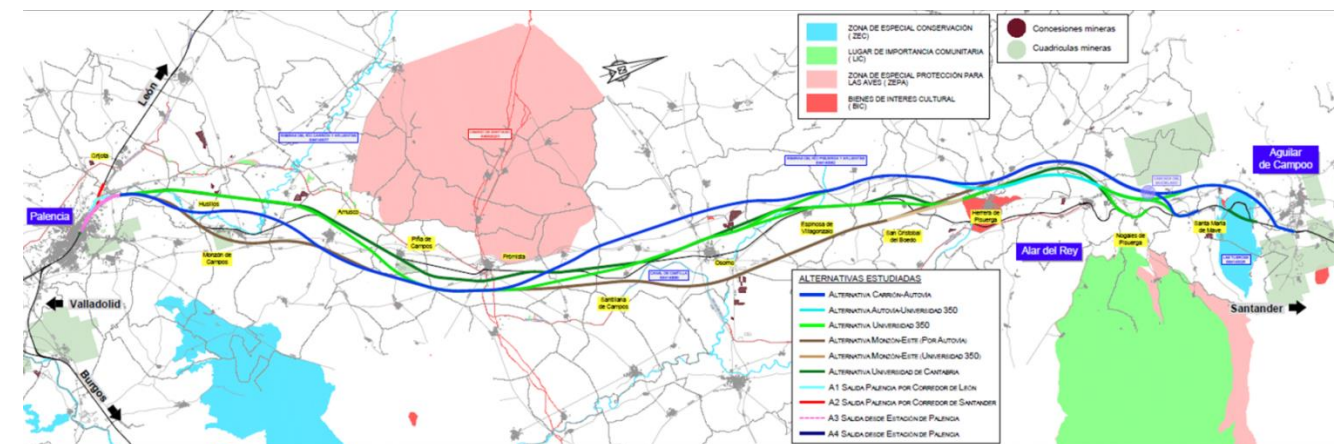 ZONA DE ESPECIAL CONSERVACIÓN
( ZEC)
LUGAR DE IMPORTANCIA COMUNITARIA
( LIC)
ZONA DE ESPECIAL PROTECCIÓN PARA
LAS AVES ( ZEPA)
BIENES DE INTERES CULTURAL
( BIC)
Concesiones mineras
Cuadrículas mineras
León
Grijota
Palencia
Husillos
Monzón de
Campos
Amusco
Piña de
Campos
Frómista
Santillana
de Campos
Osorno
Espinosa de
Villagonzalo
San Cristobal
del Boedo
Herrera de
Pisuerga
Alar del Rey
Nogales de
Pisuerga
Santa María
de Mave
Aguilar
de Campoo
Valladolid
Burgos
Santander
ALTERNATIVAS ESTUDIADAS
ALTERNATIVA CARRIÓN-AUTOVÍA
ALTERNATIVA AUTOVÍA-UNIVERSIDAD 350
ALTERNATIVA UNIVERSIDAD 350
ALTERNATIVA MONZÓN-ESTE (POR AUTOVÍA)
ALTERNATIVA MONZÓN-ESTE (UNIVERSIDAD 350)
ALTERNATIVA UNIVERSIDAD DE CANTABRIA
A1 SALIDA PALENCIA POR CORREDOR DE LEÓN
A2 SALIDA PALENCIA POR CORREDOR DE SANTANDER
A3 SALIDA DESDE ESTACIÓN DE PALENCIA
A4 SALIDA DESDE ESTACIÓN DE PALENCIA